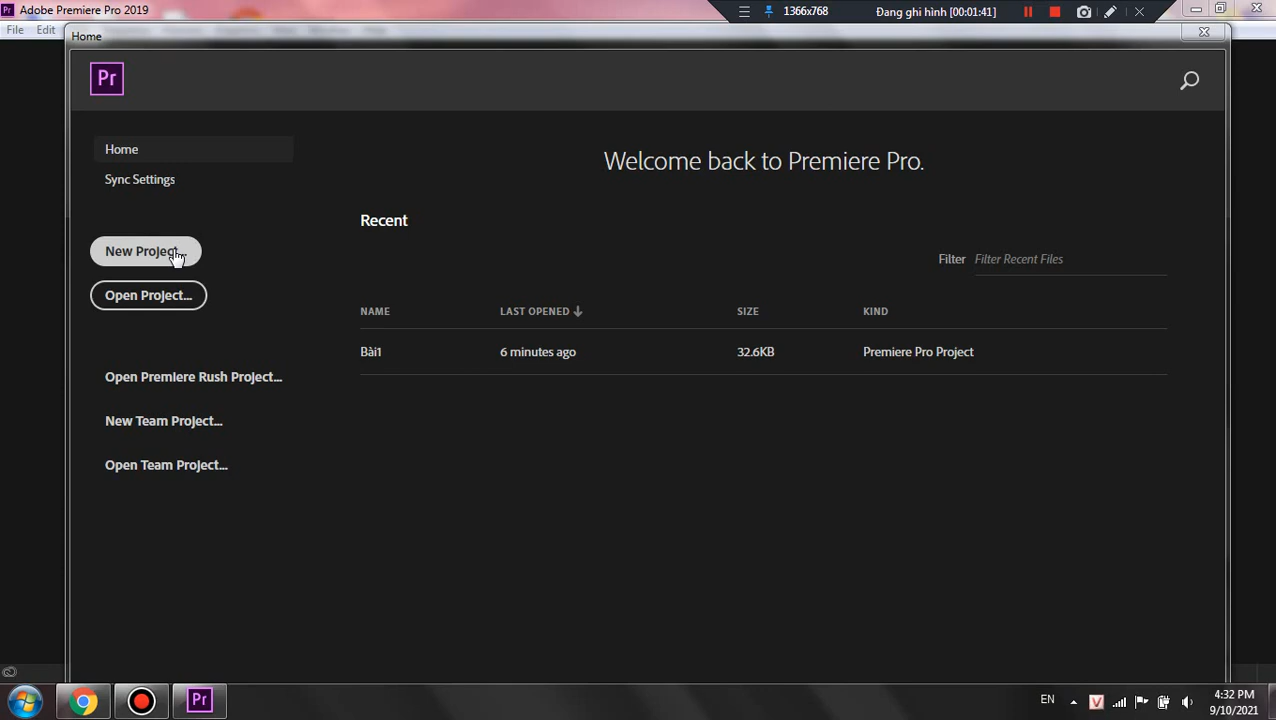 Adobe Premiere Pro 2019
1366x768
Đang ghi hình [00:01:41]
File Edit
Home
Pr
Home
Sync Settings
Welcome back to Premiere Pro.
Recent
New Project...
Filter Filter Recent Files
Open Project...
NAME LAST OPENED SIZE KIND
Bài1 6 minutes ago 32.6KB Premiere Pro Project
Open Premiere Rush Project...
New Team Project...
Open Team Project...
Pr
EN
V
4:32 PM
9/10/2021